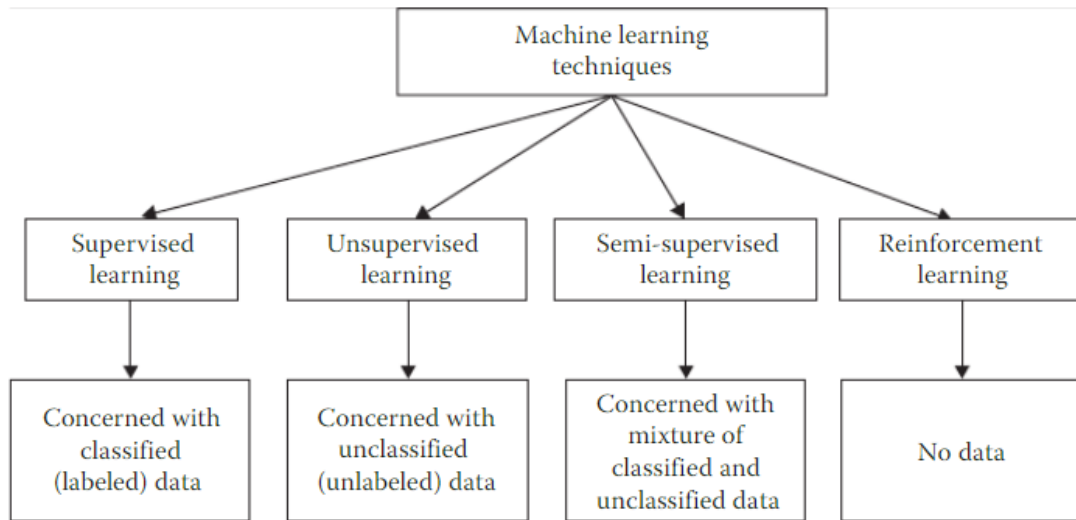 Machine learning
techniques
Supervised
learning
Unsupervised
learning
Semi-supervised
learning
Reinforcement
learning
Concerned with
classified
(labeled) data
Concerned with
unclassified
(unlabeled) data
Concerned with
mixture of
classified and
unclassified data
No data